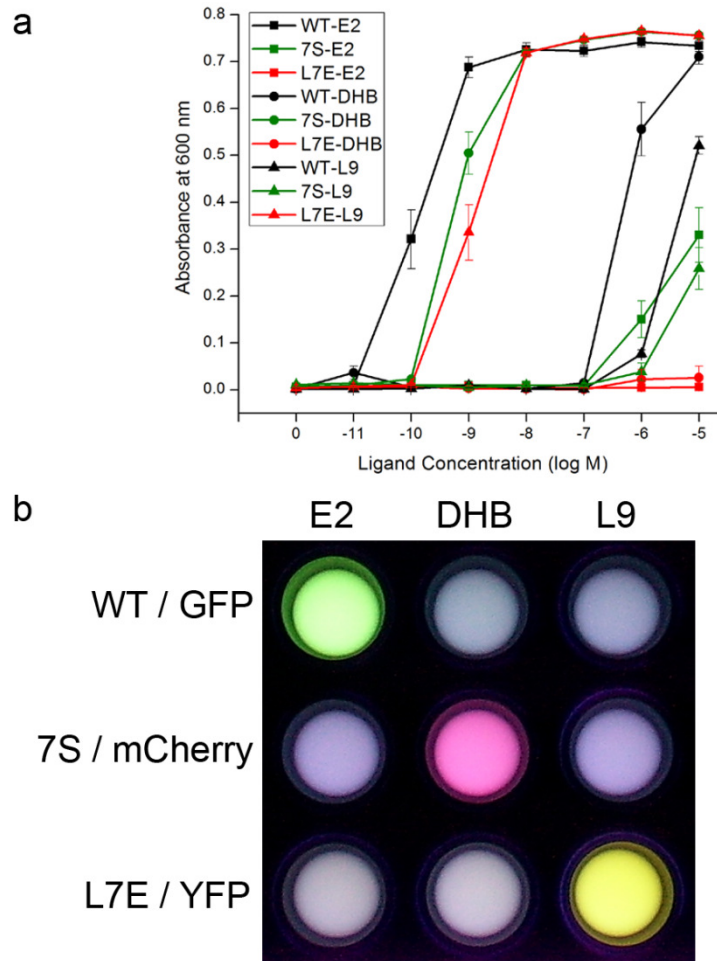 a
WT-E2
7S-E2
L7E-E2
WT-DHB
7S-DHB
L7E-DHB
WT-L9
7S-L9
L7E-L9
Absorbance at 600 nm
0.8
0.7
0.6
0.5
0.4
0.3
0.2
0.1
0.0
0 -11 -10 -9 -8 -7 -6 -5
Ligand Concentration (log M)
b
E2 DHB L9
WT / GFP
7S / mCherry
L7E / YFP